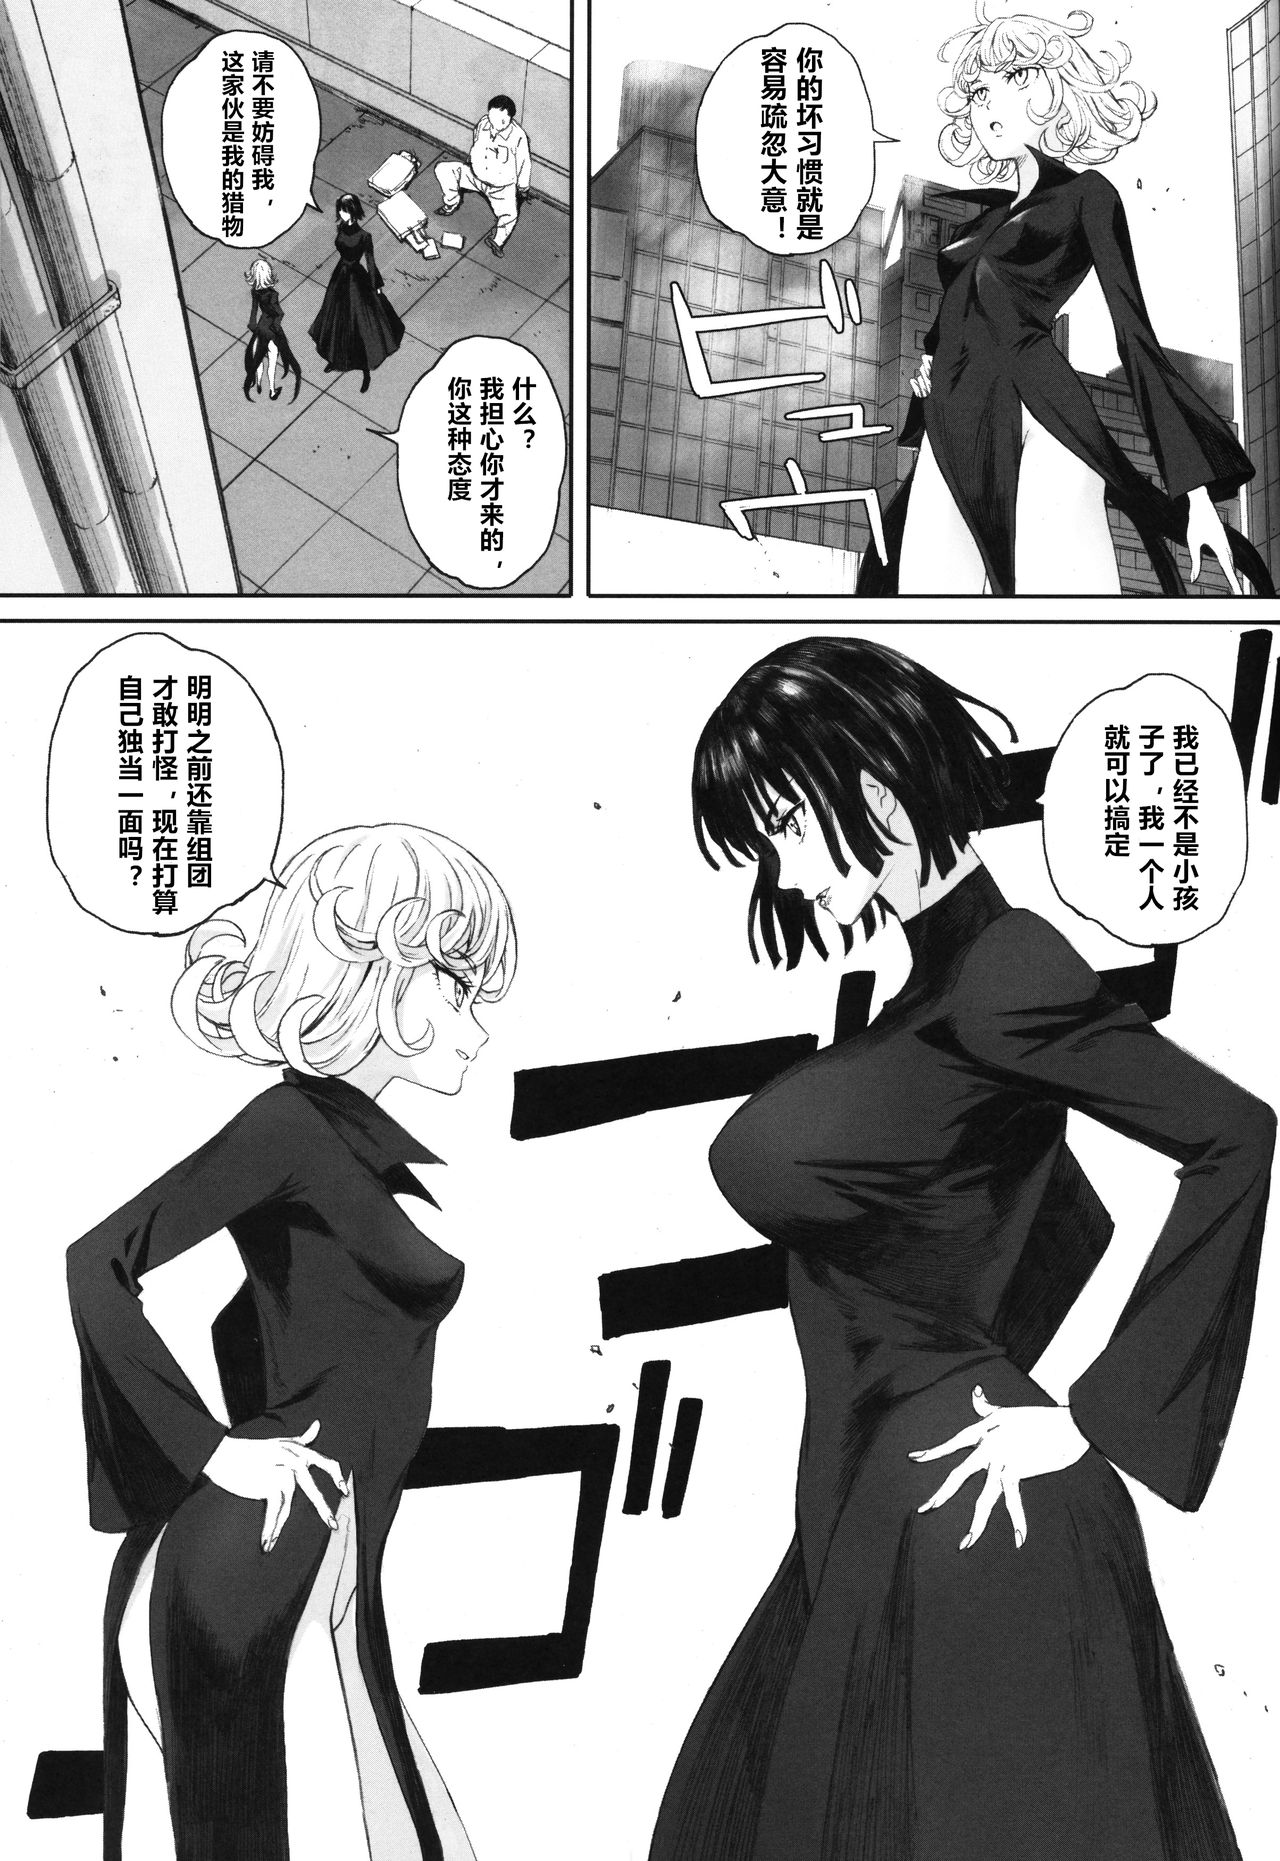 你的坏习惯就是
容易疏忽大意！
ビュン
请不要妨碍我，
这家伙是我的猎物
什么？
我担心你才来的，
你这种态度
我已经不是小孩
子了，我一个人
就可以搞定
明明之前还靠组团
才敢打怪，现在打算
自己独当一面吗？